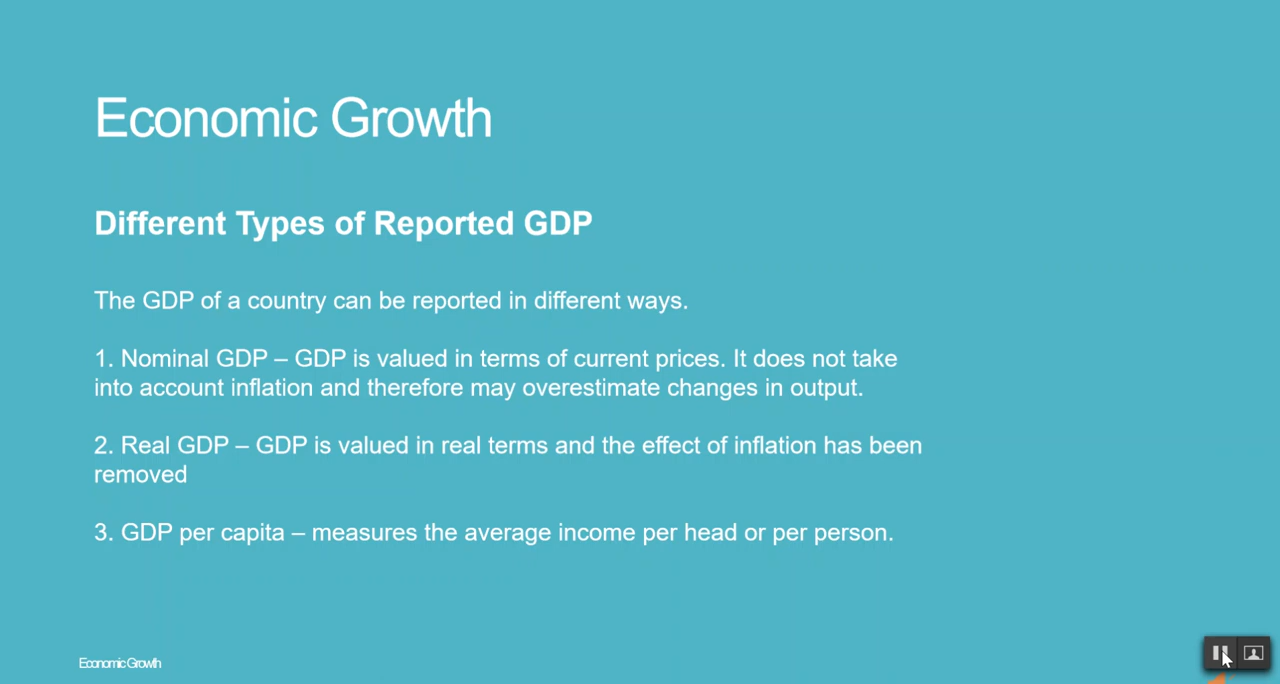 Economic Growth
Different Types of Reported GDP
The GDP of a country can be reported in different ways.
1. Nominal GDP – GDP is valued in terms of current prices. It does not take
into account inflation and therefore may overestimate changes in output.
2. Real GDP – GDP is valued in real terms and the effect of inflation has been
removed
3. GDP per capita – measures the average income per head or per person.
Economic Growth